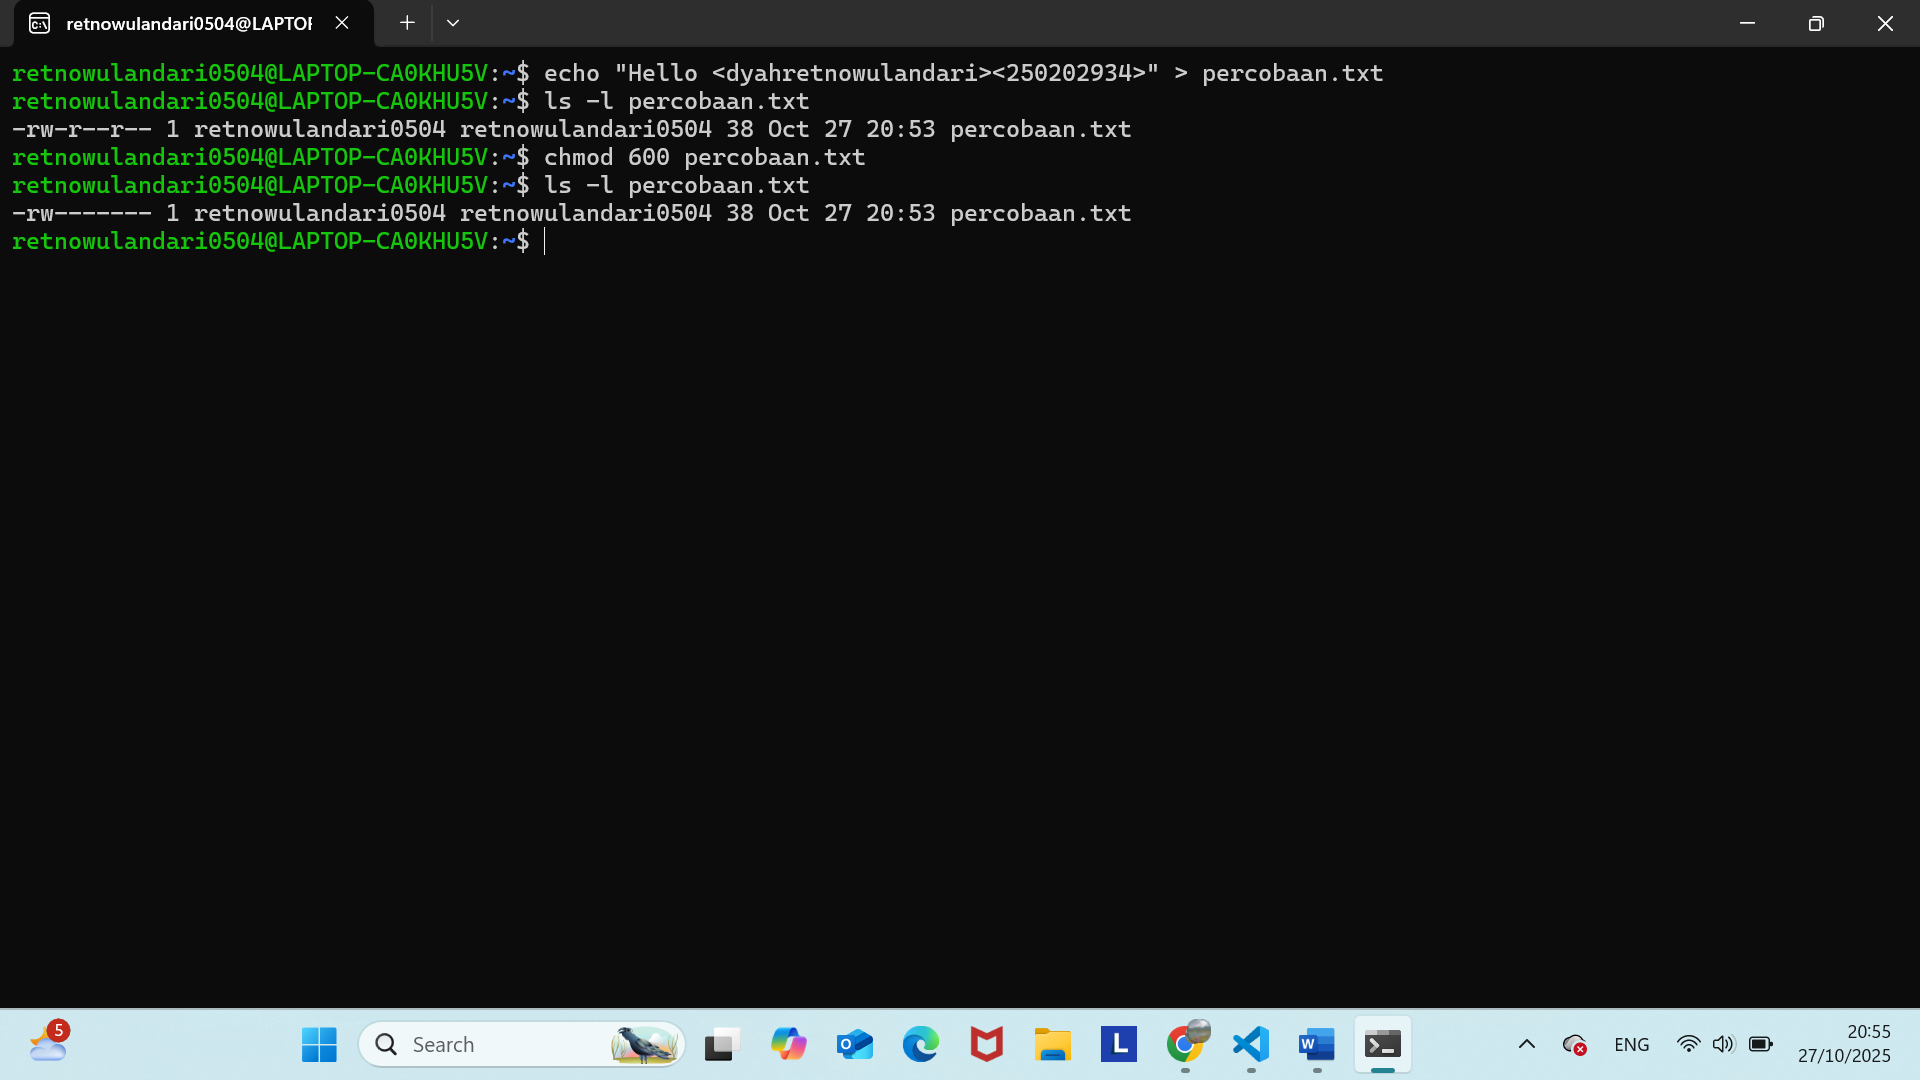 retnowulandari0504@LAPTOP
retnowulandari0504@LAPTOP-CA0KHU5V:~$ echo "Hello <dyahretnowulandari><250202934>" > percobaan.txt
retnowulandari0504@LAPTOP-CA0KHU5V:~$ ls -l percobaan.txt
-rw-r--r-- 1 retnowulandari0504 retnowulandari0504 38 Oct 27 20:53 percobaan.txt
retnowulandari0504@LAPTOP-CA0KHU5V:~$ chmod 600 percobaan.txt
retnowulandari0504@LAPTOP-CA0KHU5V:~$ ls -l percobaan.txt
-rw------- 1 retnowulandari0504 retnowulandari0504 38 Oct 27 20:53 percobaan.txt
retnowulandari0504@LAPTOP-CA0KHU5V:~$
5
Search
ENG
20:55
27/10/2025